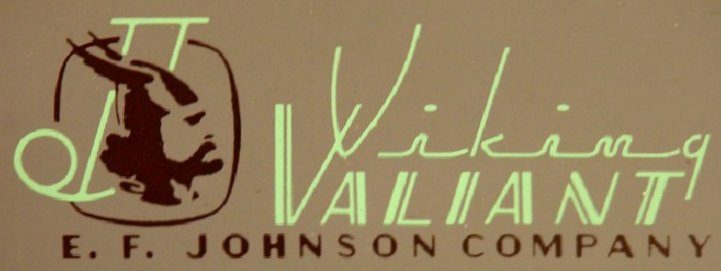 J
Viking
VALIANT
E. F. JOHNSON COMPANY